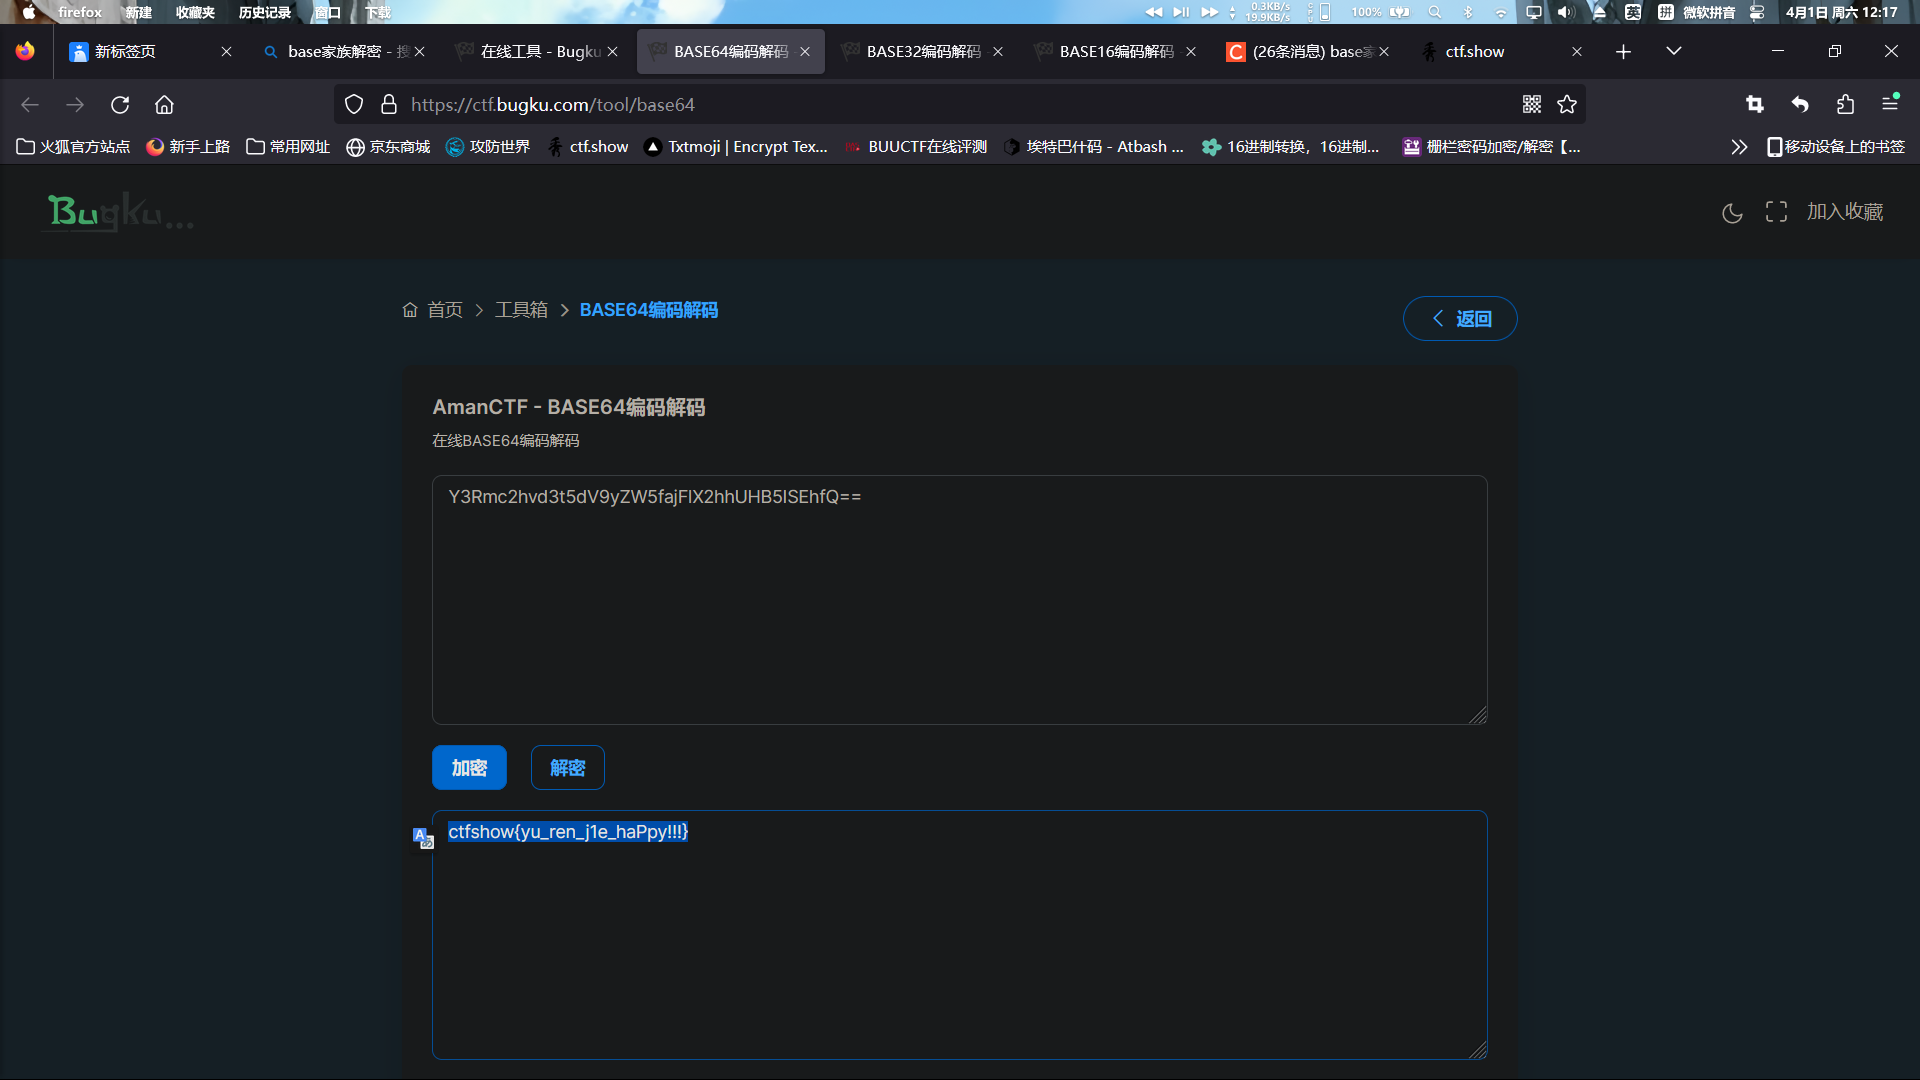 firefox 新建 收藏夹 历史记录 窗口 下载 0.3KB/s 19.9KB/s 100% 英 拼 微软拼音 4月1日 周六 12:17
新标签页 base家族解密 - 搜 在线工具 - Bugku BASE64编码解码 BASE32编码解码 BASE16编码解码 C (26条消息) base家 ctf.show
https://ctf.bugku.com/tool/base64
火狐官方站点 新手上路 常用网址 京东商城 攻防世界 ctf.show Txtmoji | Encrypt Tex... BUUCTF在线评测 埃特巴什码 - Atbash ... 16进制转换，16进制... 栅栏密码加密/解密【... 移动设备上的书签
Bugku... 加入收藏
首页 > 工具箱 > BASE64编码解码 返回
AmanCTF - BASE64编码解码
在线BASE64编码解码
Y3Rmc2hvd3t5dV9yZW5fajFlX2hhUHB5ISEhfQ==
加密 解密
ctfshow{yu_ren_j1e_haPpy!!!}